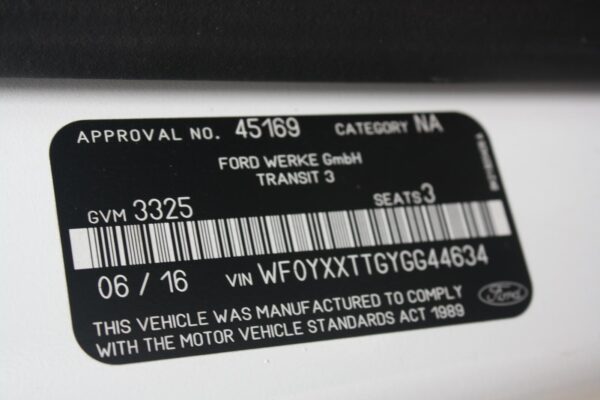 APPROVAL NO. 45169 CATEGORY NA
FORD WERKE GmbH
TRANSIT 3
GVM 3325 SEATS 3
06 / 16 VIN WF0YXXTTGYGG44634
THIS VEHICLE WAS MANUFACTURED TO COMPLY
WITH THE MOTOR VEHICLE STANDARDS ACT 1989
Ford